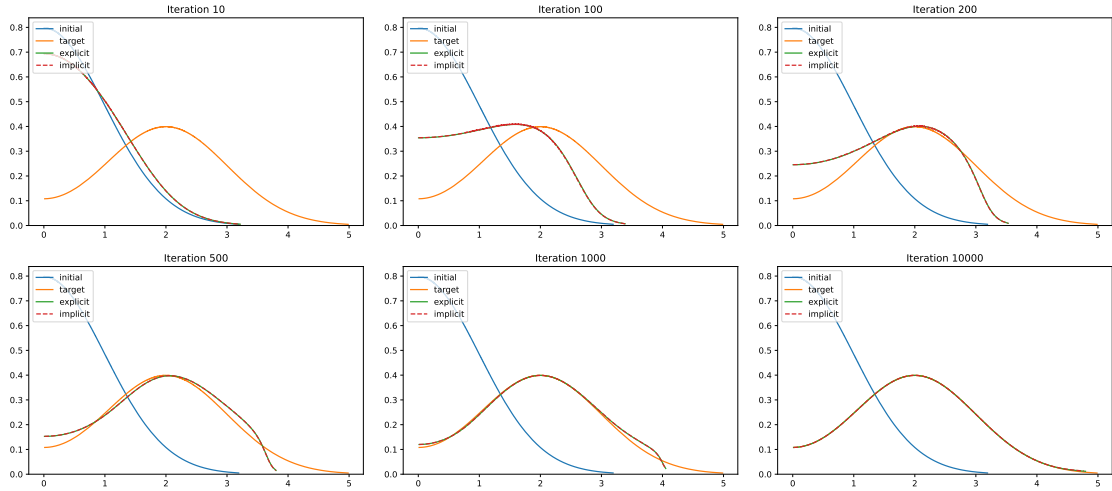 Iteration 10
0.8
0.7
0.6
0.5
0.4
0.3
0.2
0.1
0.0
initial
target
explicit
implicit
0 1 2 3 4 5
Iteration 100
0.8
0.7
0.6
0.5
0.4
0.3
0.2
0.1
0.0
initial
target
explicit
implicit
0 1 2 3 4 5
Iteration 200
0.8
0.7
0.6
0.5
0.4
0.3
0.2
0.1
0.0
initial
target
explicit
implicit
0 1 2 3 4 5
Iteration 500
0.8
0.7
0.6
0.5
0.4
0.3
0.2
0.1
0.0
initial
target
explicit
implicit
0 1 2 3 4 5
Iteration 1000
0.8
0.7
0.6
0.5
0.4
0.3
0.2
0.1
0.0
initial
target
explicit
implicit
0 1 2 3 4 5
Iteration 10000
0.8
0.7
0.6
0.5
0.4
0.3
0.2
0.1
0.0
initial
target
explicit
implicit
0 1 2 3 4 5